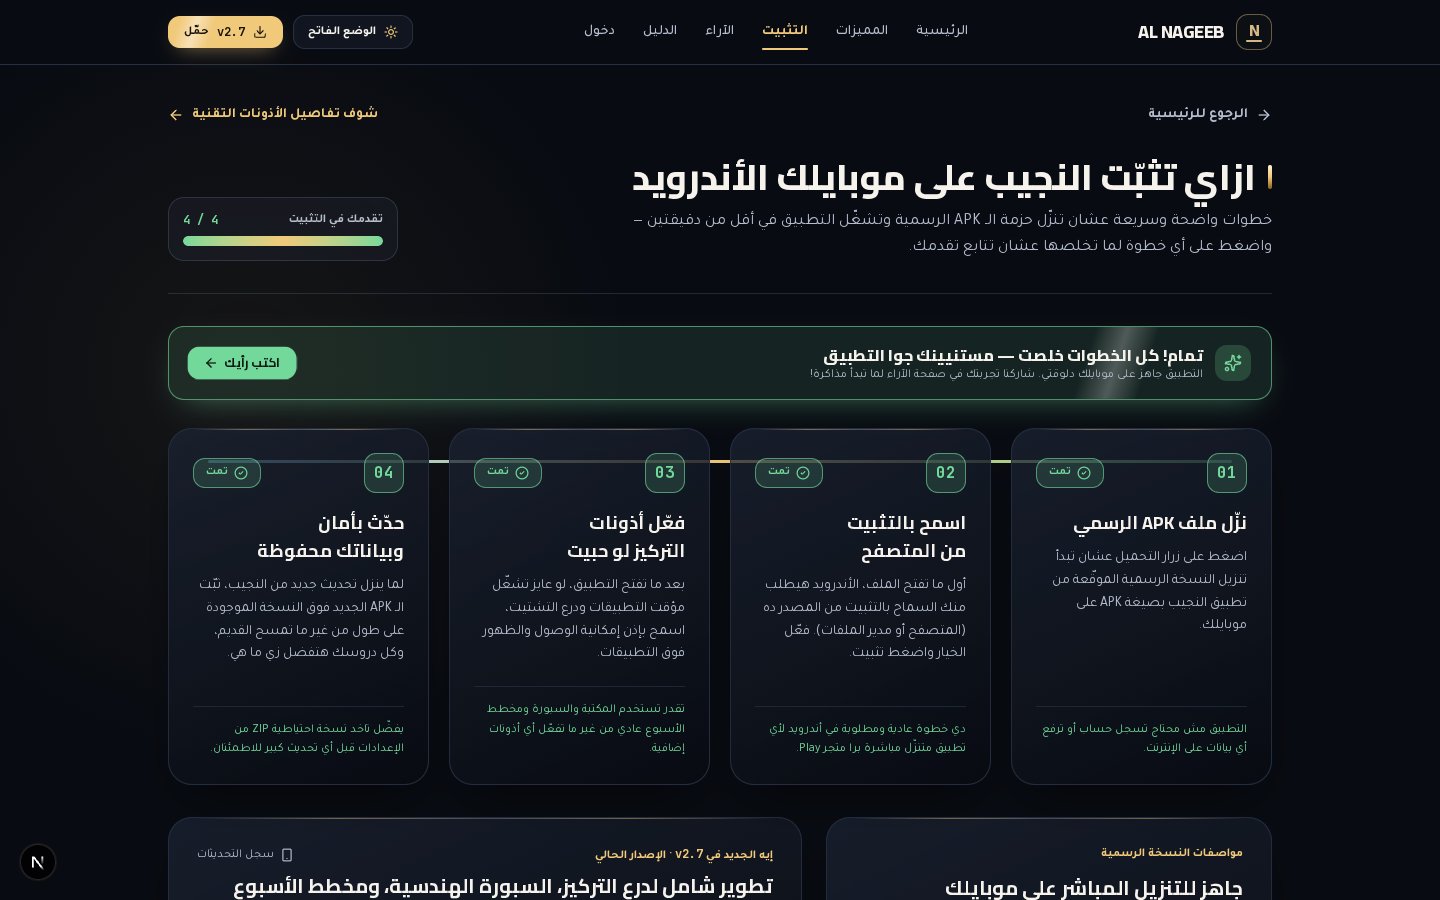 N
AL NAGEEB
الرئيسية
المميزات
التثبيت
الآراء
الدليل
دخول
الوضع الفاتح
حمّل v2.7
الرجوع للرئيسية
شوف تفاصيل الأذونات التقنية
ازاي تثبّت النجيب على موبايلك الأندرويد
خطوات واضحة وسريعة عشان تنزّل حزمة الـ APK الرسمية وتشغّل التطبيق في أقل من دقيقتين –
واضغط على أي خطوة لما تخلصها عشان تتابع تقدمك.
تقدمك في التثبيت
4 / 4
تمام! كل الخطوات خلصت — مستنيينك جوا التطبيق
التطبيق جاهز على موبايلك دلوقتي. شاركنا تجربتك في صفحة الآراء لما تبدأ مذاكرة!
اكتب رأيك
01
تمت
نزّل ملف APK الرسمي
اضغط على زرار التحميل عشان تبدأ
تنزيل النسخة الرسمية الموقّعة من
تطبيق النجيب بصيغة APK على
موبايلك.
التطبيق مش محتاج تسجل حساب أو ترفع
أي بيانات على الإنترنت.
02
تمت
اسمح بالتثبيت
من المتصفح
أول ما تفتح الملف، الأندرويد هيطلب
منك السماح بالتثبيت من المصدر ده
(المتصفح أو مدير الملفات). فعّل
الخيار واضغط تثبيت.
دي خطوة عادية ومطلوبة في أندرويد لأي
تطبيق متنزّل مباشرة برا متجر Play.
03
تمت
فعّل أذونات
التركيز لو حبيت
بعد ما تفتح التطبيق، لو عايز تشغّل
مؤقت التطبيقات ودرع التشتيت،
اسمح بإذن إمكانية الوصول والظهور
فوق التطبيقات.
تقدر تستخدم المكتبة والسبورة ومخطط
الأسبوع عادي من غير ما تفعّل أي أذونات
إضافية.
04
تمت
حدّث بأمان
وبياناتك محفوظة
لما ينزل تحديث جديد من النجيب، ثبّت
الـ APK الجديد فوق النسخة الموجودة
على طول من غير ما تمسح القديم،
وكل دروسك هتفضل زي ما هي.
يفضّل تاخد نسخة احتياطية ZIP من
الإعدادات قبل أي تحديث كبير للاطمئنان.
مواصفات النسخة الرسمية
جاهز للتنزيل المباشر على موبايلك
إيه الجديد في v2.7 · الإصدار الحالي
سجل التحديثات
تطوير شامل لدرع التركيز، السبورة الهندسية، ومخطط الأسبوع
N